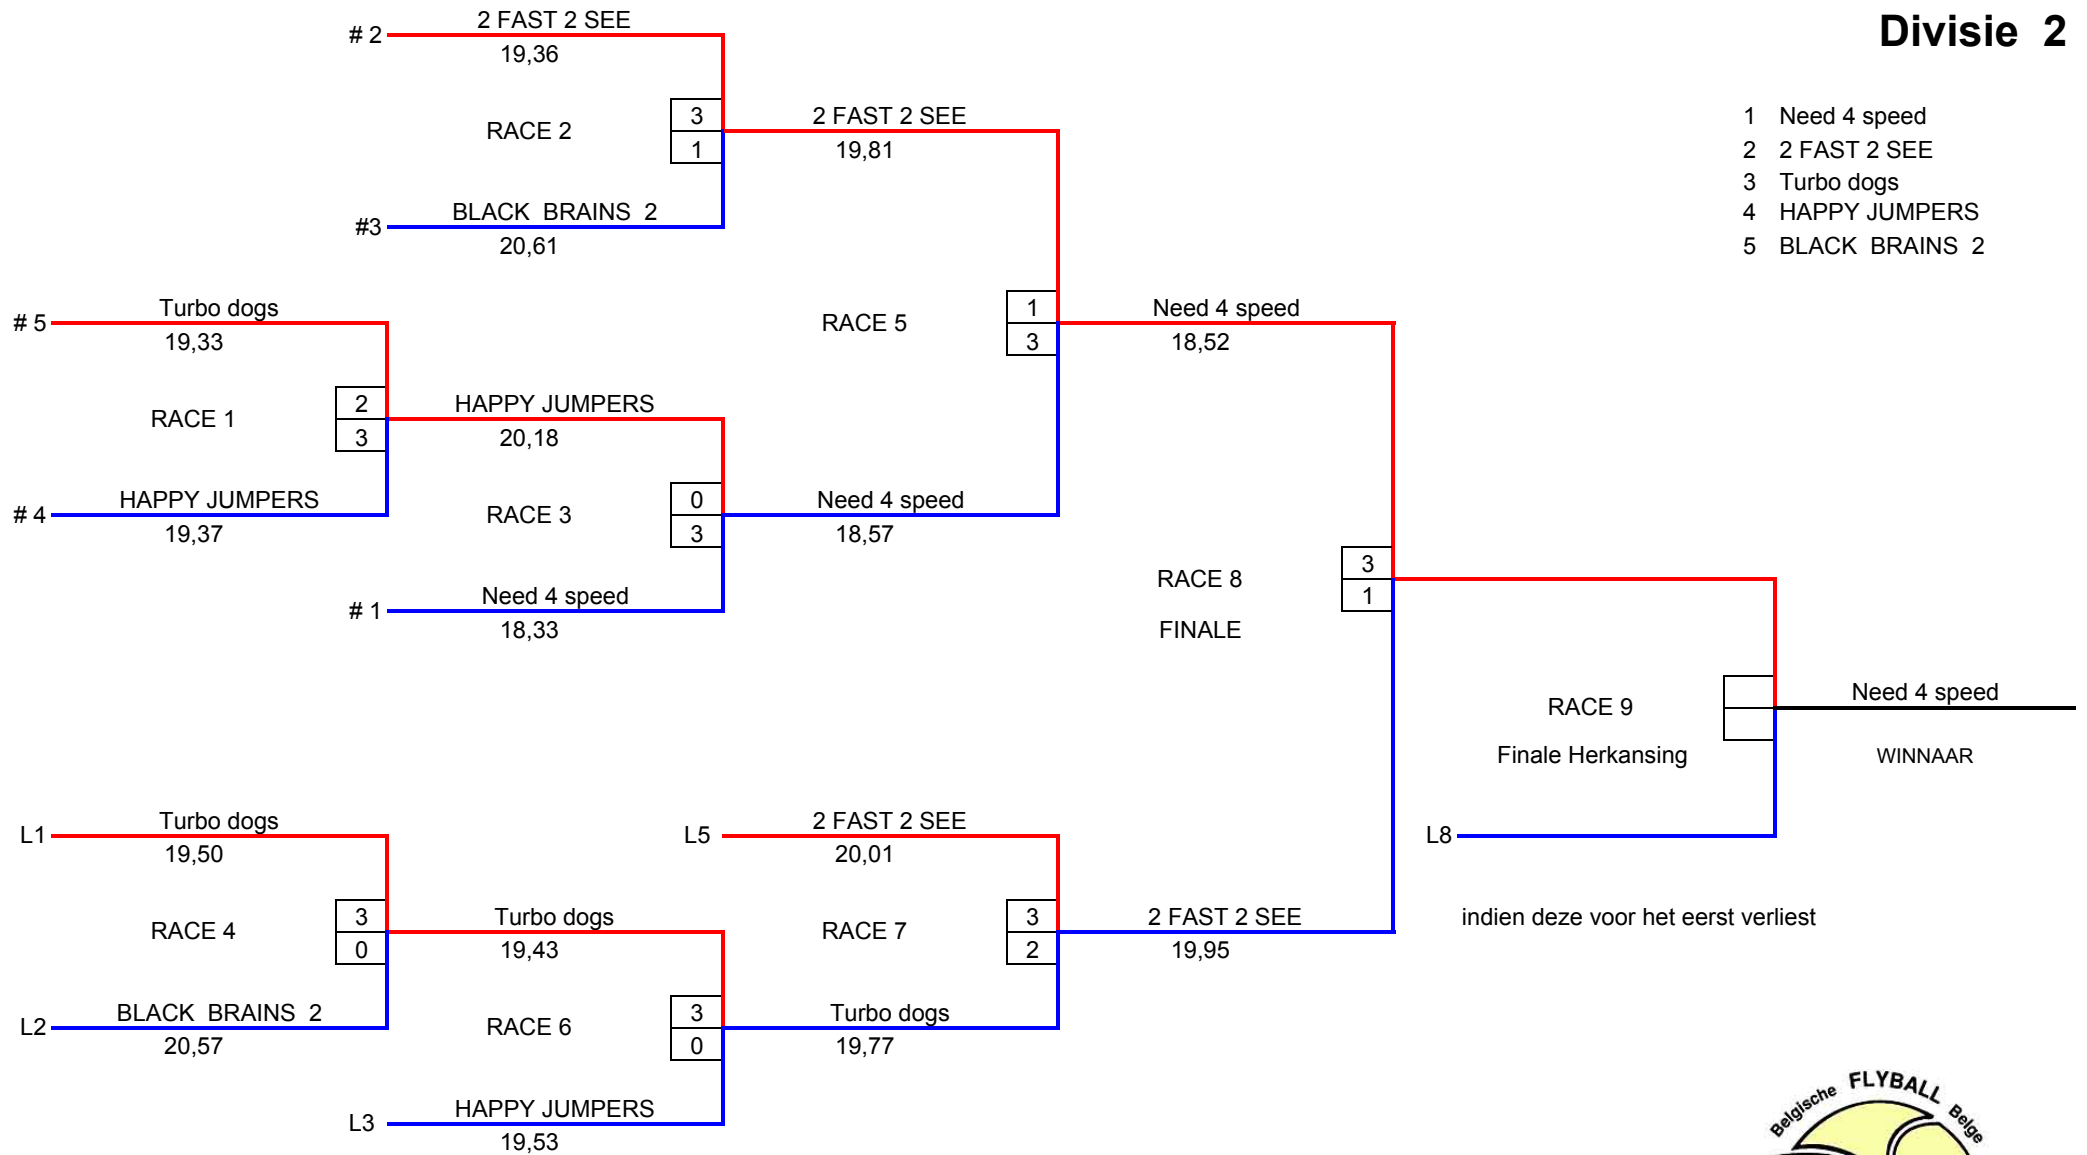 Divisie 2
1 Need 4 speed
2 2 FAST 2 SEE
3 Turbo dogs
4 HAPPY JUMPERS
5 BLACK BRAINS 2
# 2
2 FAST 2 SEE
19,36
RACE 2
3
1
#3
BLACK BRAINS 2
20,61
2 FAST 2 SEE
19,81
# 5
Turbo dogs
19,33
RACE 1
2
3
# 4
HAPPY JUMPERS
19,37
HAPPY JUMPERS
20,18
RACE 3
0
3
# 1
Need 4 speed
18,33
Need 4 speed
18,57
RACE 5
1
3
Need 4 speed
18,52
RACE 8
FINALE
3
1
RACE 9
Finale Herkansing
Need 4 speed
WINNAAR
L8
indien deze voor het eerst verliest
L1
Turbo dogs
19,50
RACE 4
3
0
L2
BLACK BRAINS 2
20,57
Turbo dogs
19,43
RACE 6
3
0
L3
HAPPY JUMPERS
19,53
L5
2 FAST 2 SEE
20,01
RACE 7
3
2
Turbo dogs
19,77
2 FAST 2 SEE
19,95
Belgische FLYBALL Belge